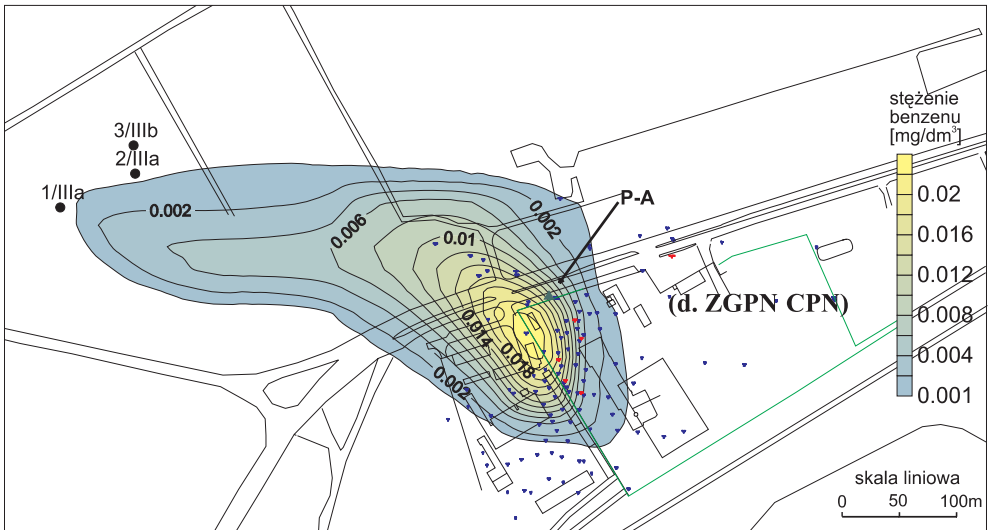 3/IIIb
2/IIIa
1/IIIa
0.002
0.006
0.01
0.002
P-A
0.014
0.018
0.002
(d. ZGPN CPN)
stężenie
benzenu
[mg/dm³]
0.02
0.016
0.012
0.008
0.004
0.001
skala liniowa
0 50 100m